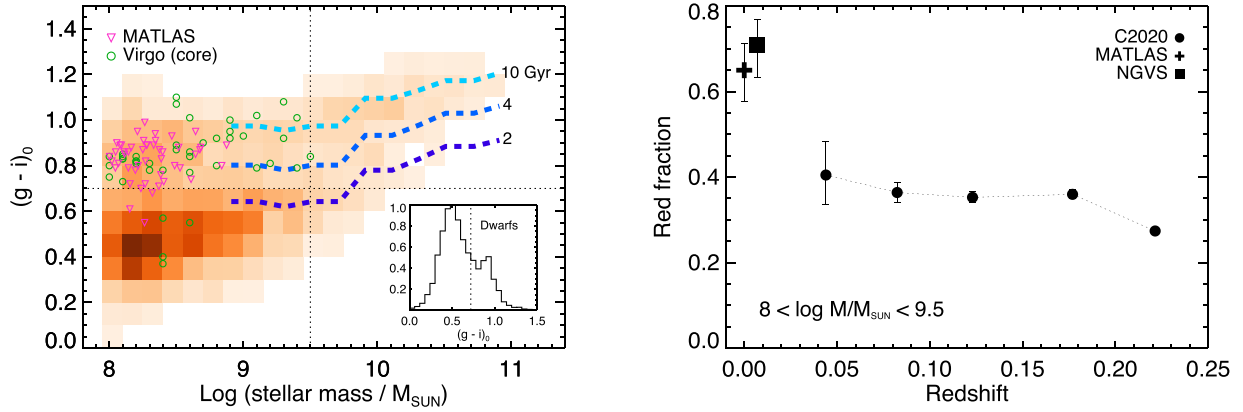 MATLAS
Virgo (core)
(g - i)₀
1.4
1.2
1.0
0.8
0.6
0.4
0.2
0.0
8
9
10
11
Log (stellar mass / M_SUN)
10 Gyr
4
2
Dwarfs
1.0
0.8
0.6
0.4
0.2
0.0
0.5
1.0
1.5
(g - i)₀
Red fraction
0.8
0.6
0.4
0.2
0.0
0.00
0.05
0.10
0.15
0.20
0.25
Redshift
C2020
MATLAS
NGVS
8 < log M/M_SUN < 9.5